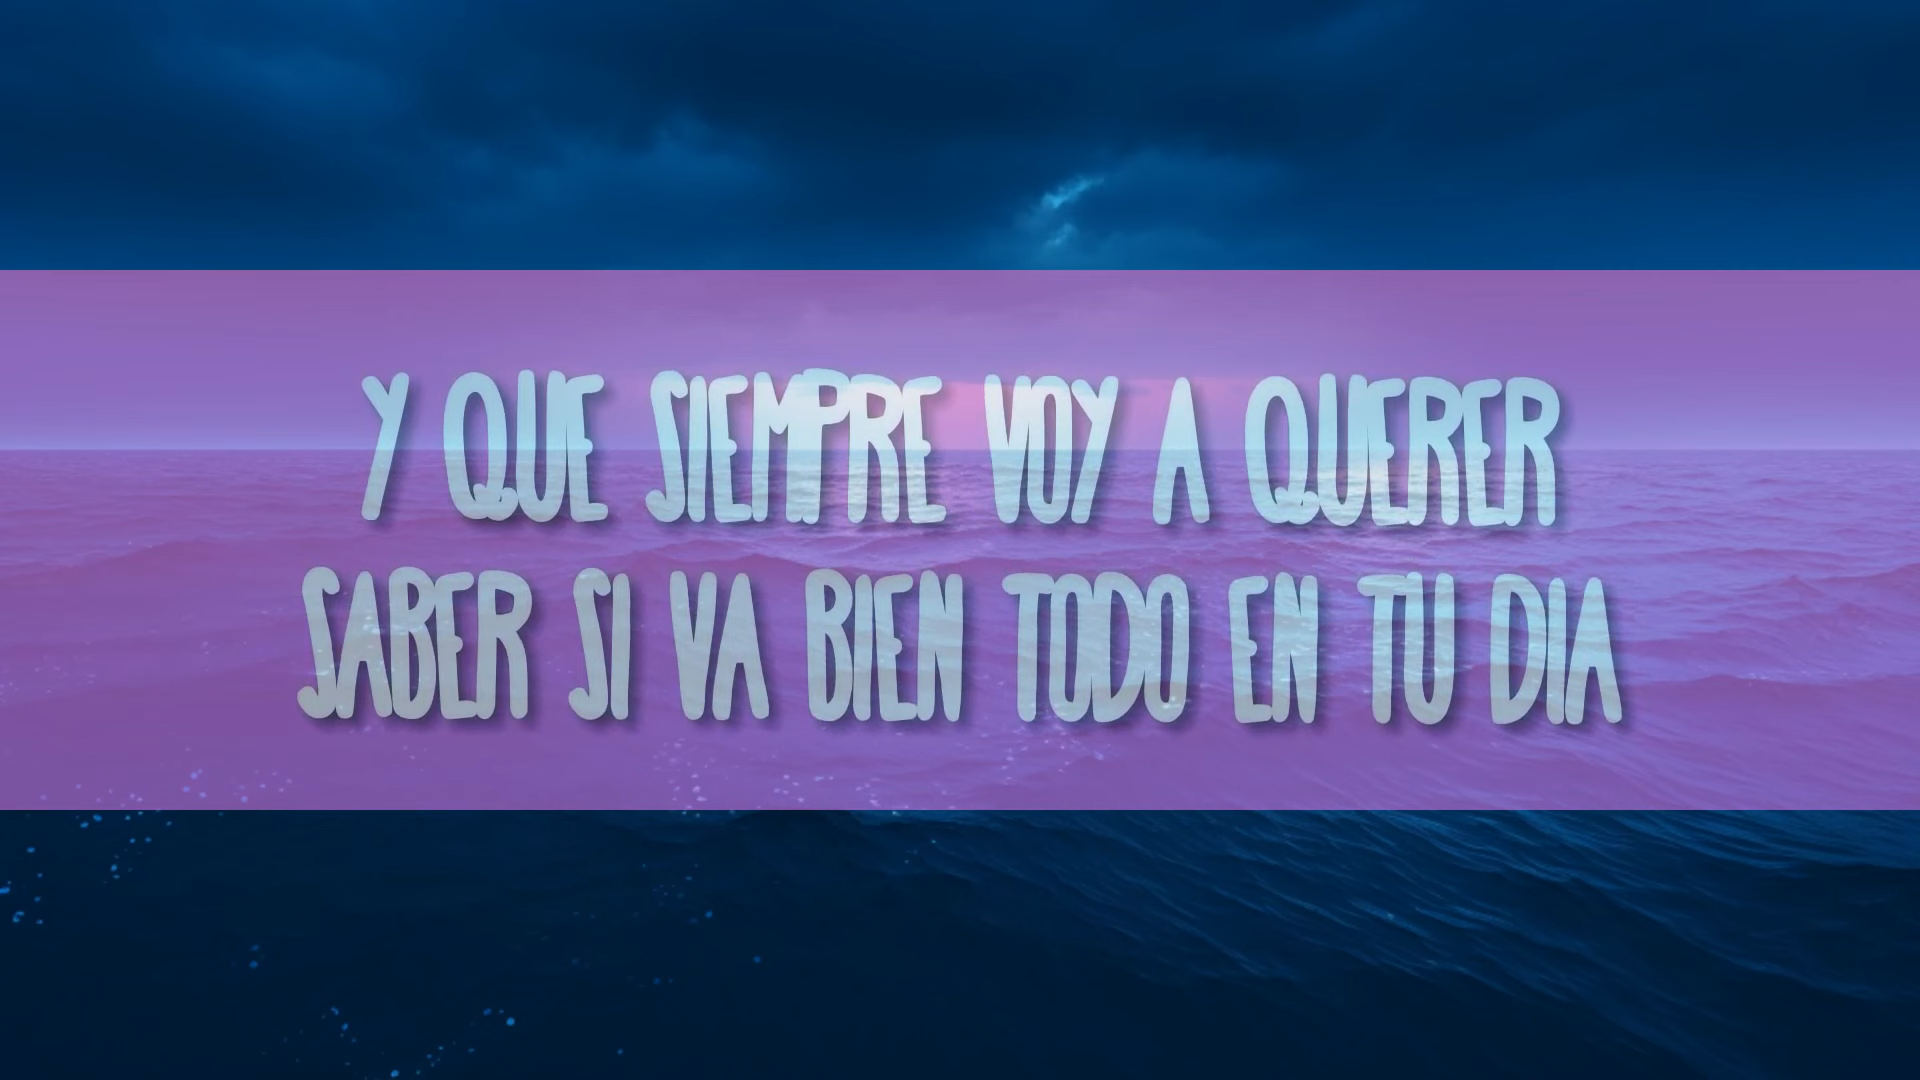 Y QUE SIEMPRE VOY A QUERER
SABER SI VA BIEN TODO EN TU DIA